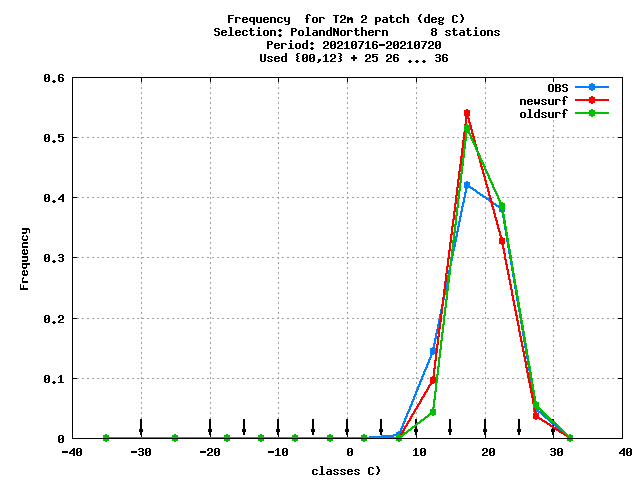 Frequency  for T2m 2 patch (deg C)
Selection: PolandNorthern      8 stations
Period: 20210716-20210720
Used {00,12} + 25 26 ... 36
OBS
newsurf
oldsurf
0.6
0.5
0.4
0.3
0.2
0.1
0
Frequency
-40 -30 -20 -10 0 10 20 30 40
classes C)